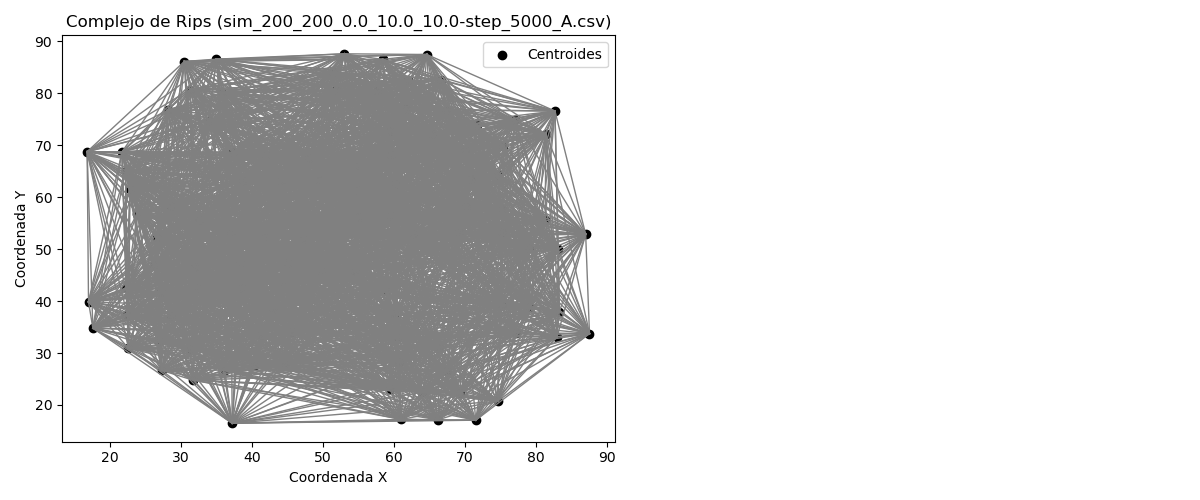 Complejo de Rips (sim_200_200_0.0_10.0_10.0-step_5000_A.csv)
Centroides
Coordenada Y
90
80
70
60
50
40
30
20
20 30 40 50 60 70 80 90
Coordenada X